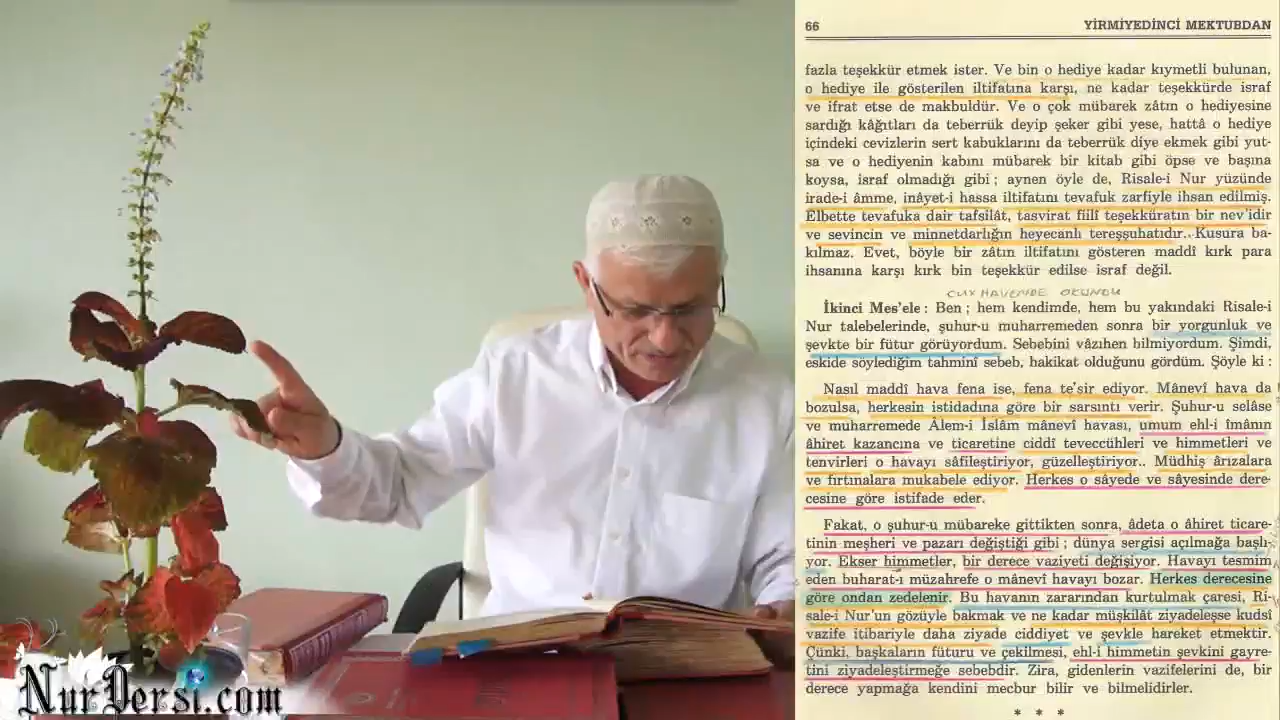 66 YİRMİYEDİNCİ MEKTUBDAN
fazla teşekkür etmek ister. Ve bin o hediye kadar kıymetli bulunan,
o hediye ile gösterilen iltifatına karşı, ne kadar teşekkürde israf
ve ifrat etse de makbuldür. Ve o çok mübarek zâtın o hediyesine
sardığı kâğıtları da teberrük deyip şeker gibi yese, hattâ o hediye
içindeki cevizlerin sert kabuklarını da teberrük diye ekmek gibi yut-
sa ve o hediyenin kabını mübarek bir kitab gibi öpse ve başına
koysa, israf olmadığı gibi ; aynen öyle de, Risale-i Nur yüzünde
irade-i âmme, inâyet-i hassa iltifatını tevafuk zarfiyle ihsan edilmiş.
Elbette tevafuka dair tafsilât, tasvirat fiilî teşekküratın bir nev'idir
ve sevincin ve minnetdarlığın heyecanlı tereşşuhatıdır.. Kusura ba-
kılmaz. Evet, böyle bir zâtın iltifatını gösteren maddî kırk para
ihsanına karşı kırk bin teşekkür edilse israf değil.
CUXHAVENDE OKUNDU
İkinci Mes'ele : Ben ; hem kendimde, hem bu yakındaki Risale-i
Nur talebelerinde, şuhur-u muharremeden sonra bir yorgunluk ve
şevkte bir fütur görüyordum. Sebebini vâzıhen bilmiyordum. Şimdi,
eskide söylediğim tahminî sebeb, hakikat olduğunu gördüm. Şöyle ki :
Nasıl maddî hava fena ise, fena te'sir ediyor. Mânevî hava da
bozulsa, herkesin istidadına göre bir sarsıntı verir. Şuhur-u selâse
ve muharremede Âlem-i İslâm mânevî havası, umum ehl-i îmânın
âhiret kazancına ve ticaretine ciddî teveccühleri ve himmetleri ve
tenvirleri o havayı sâfileştiriyor, güzelleştiriyor.. Müdhiş ârızalara
ve fırtınalara mukabele ediyor. Herkes o sâyede ve sâyesinde dere-
cesine göre istifade eder.
Fakat, o şuhur-u mübareke gittikten sonra, âdeta o âhiret ticare-
tinin meşheri ve pazarı değiştiği gibi ; dünya sergisi açılmağa başlı-
yor. Ekser himmetler, bir derece vaziyeti değişiyor. Havayı tesmim
eden buharat-ı müzahrefe o mânevî havayı bozar. Herkes derecesine
göre ondan zedelenir. Bu havanın zararından kurtulmak çaresi, Ri-
sale-i Nur'un gözüyle bakmak ve ne kadar müşkilât ziyadeleşse kudsî
vazife itibariyle daha ziyade ciddiyet ve şevkle hareket etmektir.
Çünki, başkaların füturu ve çekilmesi, ehl-i himmetin şevkini gayre-
tini ziyadeleştirmeğe sebebdir. Zira, gidenlerin vazifelerini de, bir
derece yapmağa kendini mecbur bilir ve bilmelidirler.
* * *
NurDersi.com